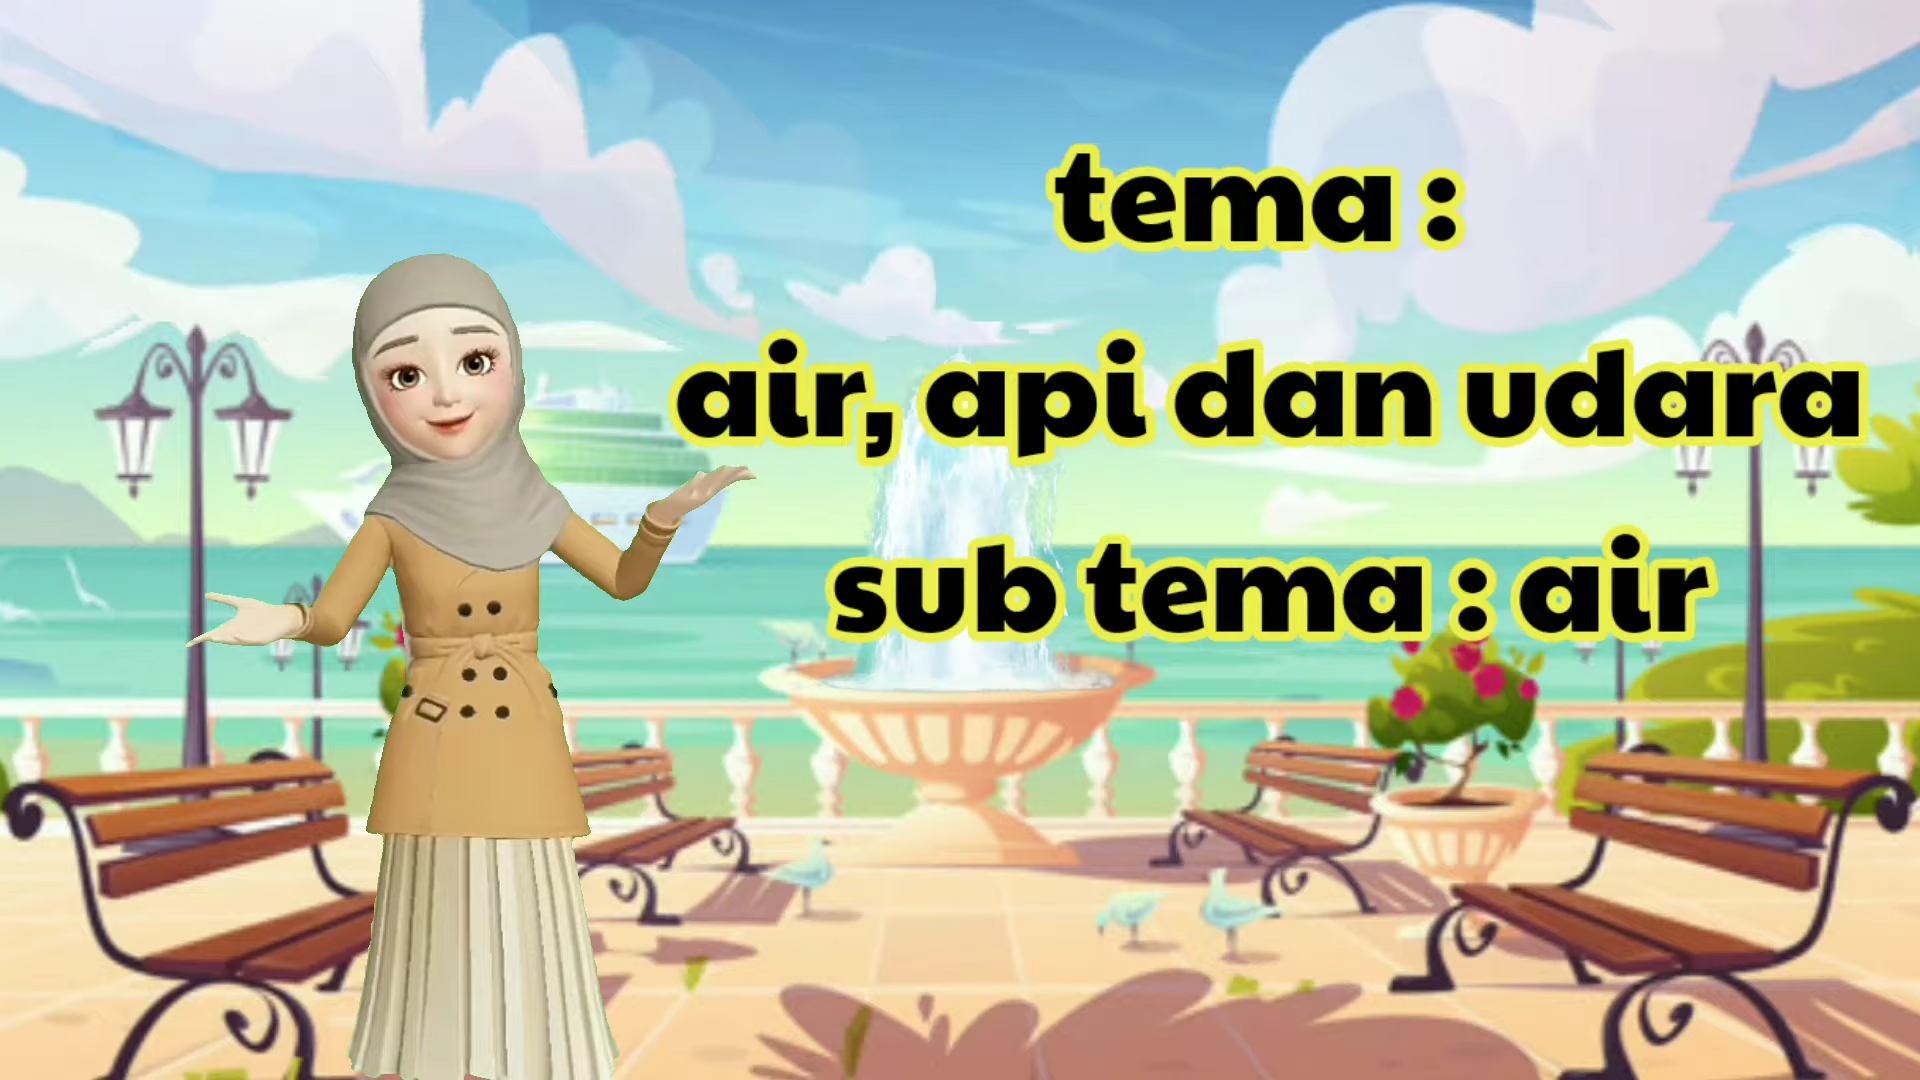 tema :
air, api dan udara
sub tema : air